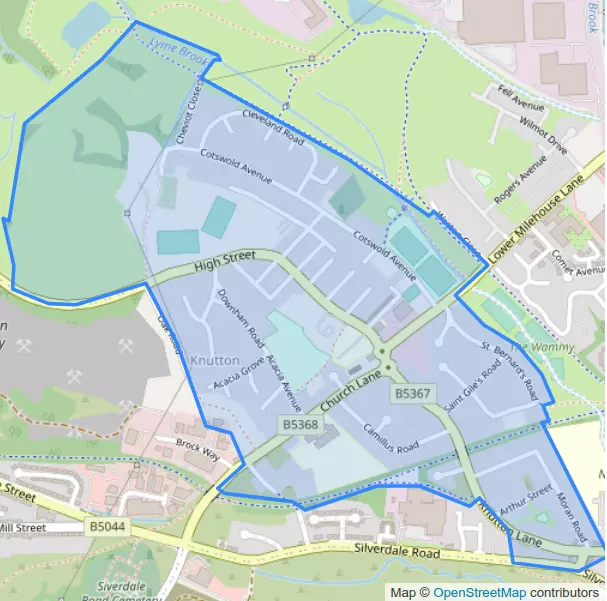 Brook
Lyme Brook
Cheviot Close
Cleveland Road
Fell Avenue
Wilmot Drive
Cotswold Avenue
Rogers Avenue
Lower Milehouse Lane
Cotswold Avenue
Comet Avenue
High Street
Oak Road
Downham Road
Knutton
Acacia Grove
Acacia Avenue
Church Lane
B5367
B5368
The Wammy
St. Bernard's Road
Saint Gile's Road
Camillus Road
Brock Way
Street
B5044
Mill Street
Arthur Street
Moran Road
Knutton Lane
Silverdale Road
Silverdale
Road Cemetery
Map © OpenStreetMap contributors